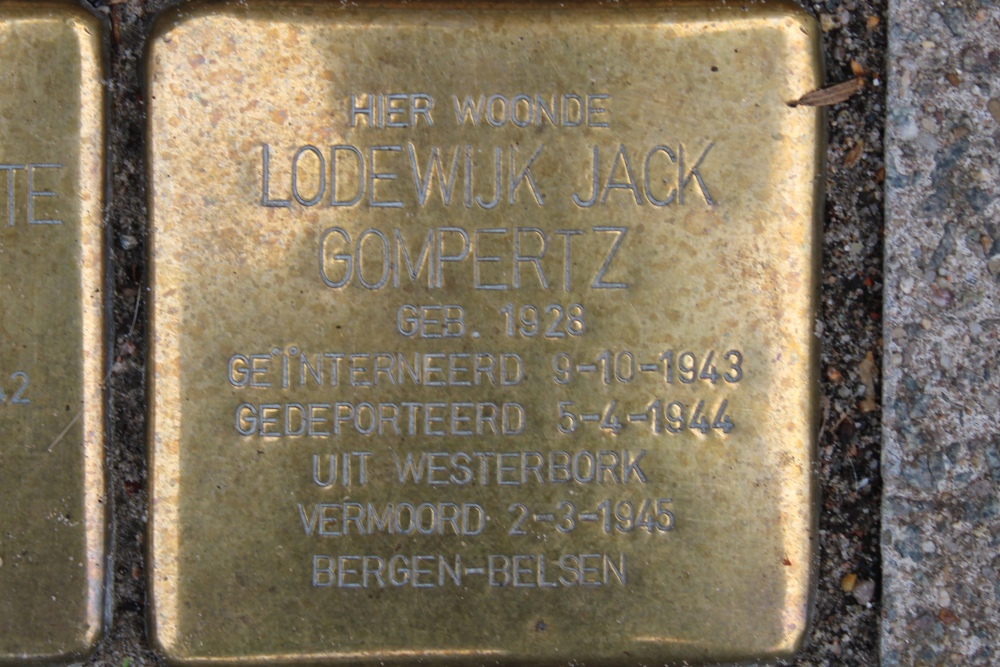 HIER WOONDE
LODEWIJK JACK
GOMPERTZ
GEB. 1928
GEÏNTERNEERD 9-10-1943
GEDEPORTEERD 5-4-1944
UIT WESTERBORK
VERMOORD 2-3-1945
BERGEN-BELSEN